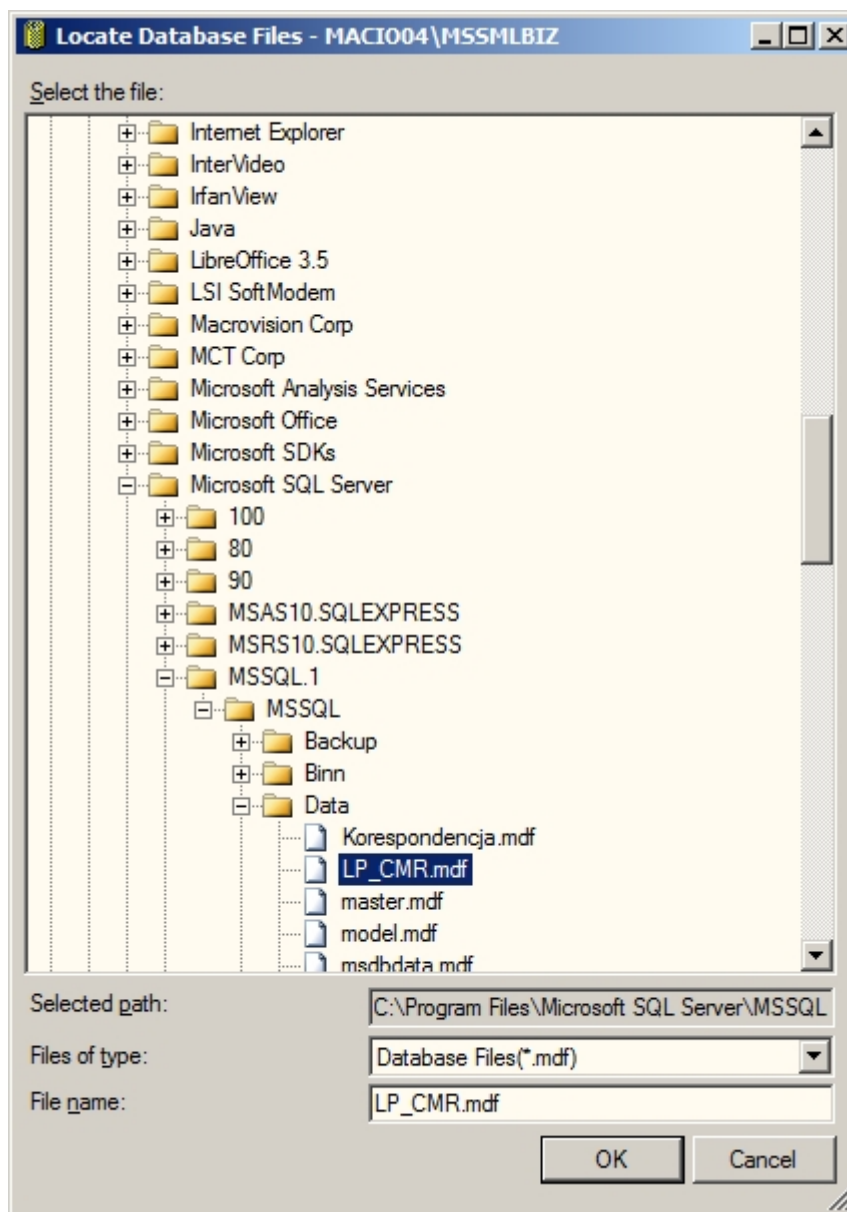 Locate Database Files - MACIO04\MSSMLBIZ
Select the file:
Internet Explorer
InterVideo
IrfanView
Java
LibreOffice 3.5
LSI SoftModem
Macrovision Corp
MCT Corp
Microsoft Analysis Services
Microsoft Office
Microsoft SDKs
Microsoft SQL Server
100
80
90
MSAS10.SQLEXPRESS
MSRS10.SQLEXPRESS
MSSQL.1
MSSQL
Backup
Binn
Data
Korespondencja.mdf
LP_CMR.mdf
master.mdf
model.mdf
msdbdata.mdf
Selected path: C:\Program Files\Microsoft SQL Server\MSSQL
Files of type: Database Files(*.mdf)
File name: LP_CMR.mdf
OK Cancel